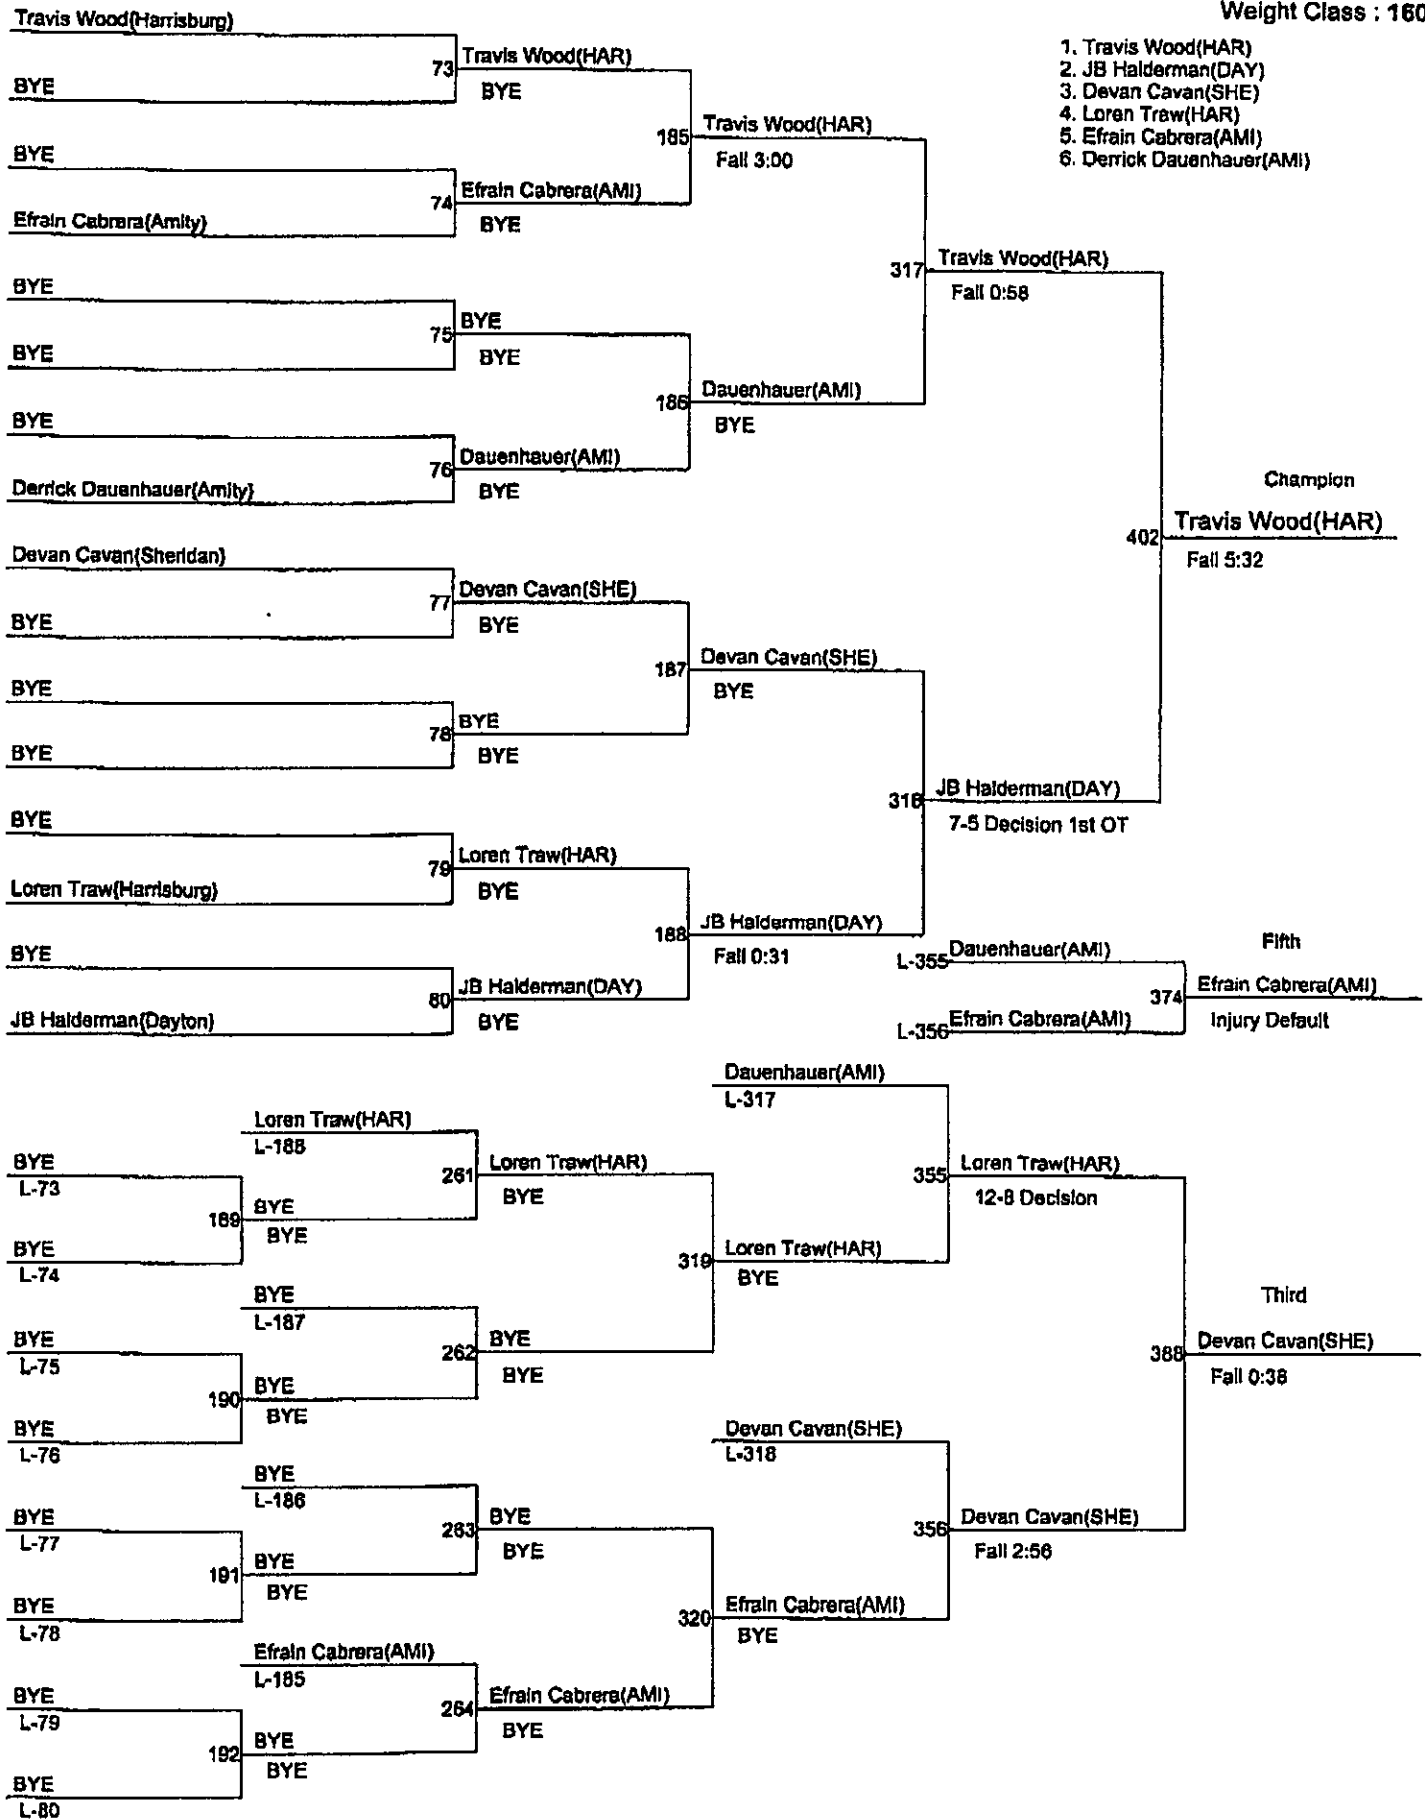 Weight Class : 160
1. Travis Wood(HAR)
2. JB Halderman(DAY)
3. Devan Cavan(SHE)
4. Loren Traw(HAR)
5. Efrain Cabrera(AMI)
6. Derrick Dauenhauer(AMI)
Travis Wood(Harrisburg)
73 Travis Wood(HAR)
BYE
BYE
185 Travis Wood(HAR)
Fall 3:00
BYE
74 Efrain Cabrera(AMI)
BYE
Efrain Cabrera(Amity)
317 Travis Wood(HAR)
Fall 0:58
BYE
75 BYE
BYE
BYE
186 Dauenhauer(AMI)
BYE
BYE
76 Dauenhauer(AMI)
BYE
Derrick Dauenhauer(Amity)
Champion
402 Travis Wood(HAR)
Fall 5:32
Devan Cavan(Sheridan)
77 Devan Cavan(SHE)
BYE
BYE
187 Devan Cavan(SHE)
BYE
BYE
78 BYE
BYE
BYE
318 JB Halderman(DAY)
7-5 Decision 1st OT
BYE
79 Loren Traw(HAR)
BYE
Loren Traw(Harrisburg)
188 JB Halderman(DAY)
Fall 0:31
BYE
80 JB Halderman(DAY)
BYE
JB Halderman(Dayton)
L-355 Dauenhauer(AMI)
Fifth
374 Efrain Cabrera(AMI)
Injury Default
L-356 Efrain Cabrera(AMI)
Dauenhauer(AMI)
L-317
Loren Traw(HAR)
L-188
BYE
L-73
261 Loren Traw(HAR)
BYE
355 Loren Traw(HAR)
12-8 Decision
189 BYE
BYE
BYE
L-74
319 Loren Traw(HAR)
BYE
BYE
L-187
Third
BYE
L-75
262 BYE
BYE
388 Devan Cavan(SHE)
Fall 0:38
190 BYE
BYE
BYE
L-76
Devan Cavan(SHE)
L-318
BYE
L-186
BYE
L-77
263 BYE
BYE
356 Devan Cavan(SHE)
Fall 2:56
191 BYE
BYE
BYE
L-78
320 Efrain Cabrera(AMI)
BYE
Efrain Cabrera(AMI)
L-185
BYE
L-79
264 Efrain Cabrera(AMI)
BYE
192 BYE
BYE
BYE
L-80